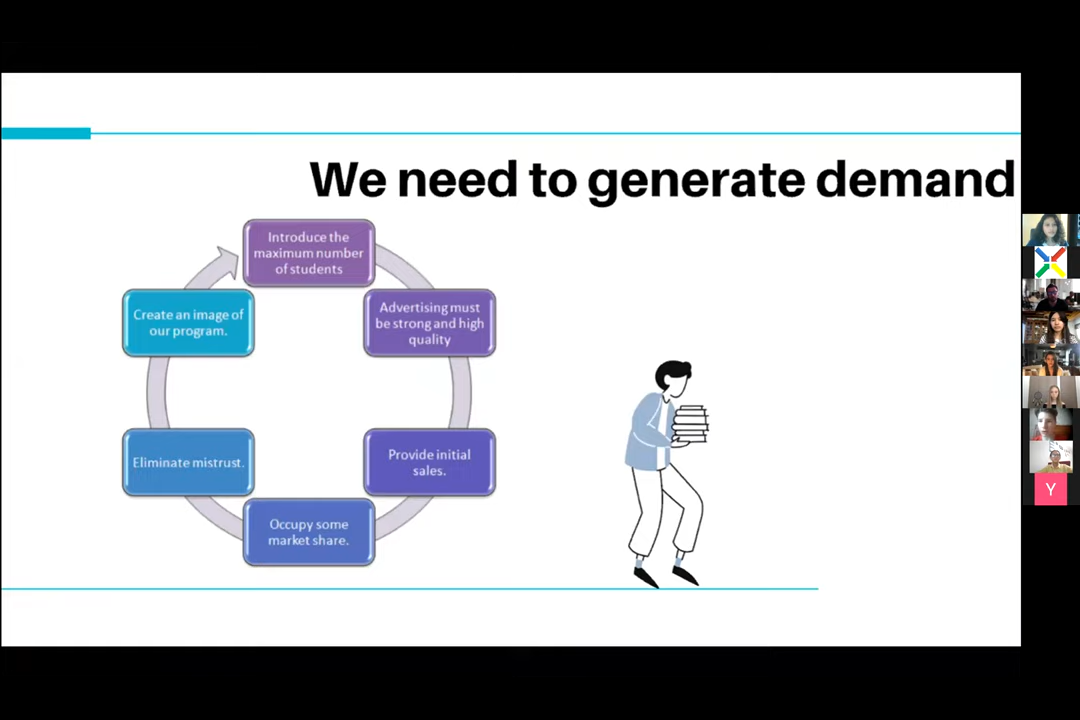 We need to generate demand
Introduce the
maximum number
of students
Advertising must
be strong and high
quality
Provide initial
sales.
Occupy some
market share.
Eliminate mistrust.
Create an image of
our program.
Y